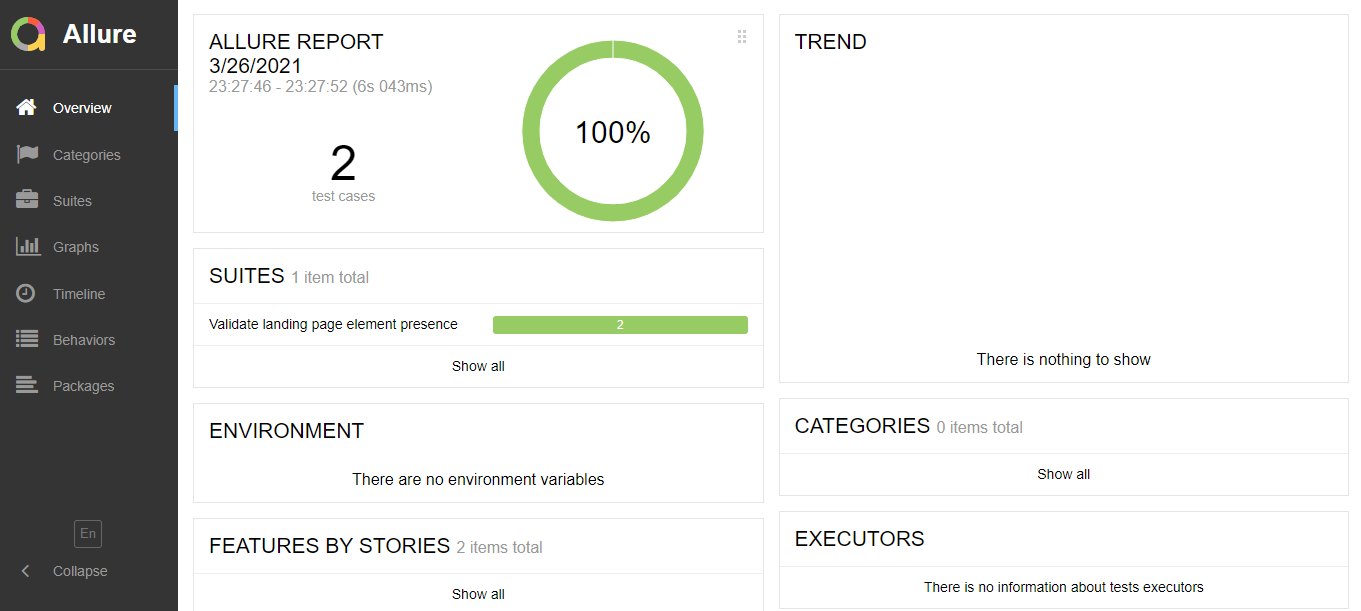 Allure
Overview
Categories
Suites
Graphs
Timeline
Behaviors
Packages
En
Collapse
ALLURE REPORT
3/26/2021
23:27:46 - 23:27:52 (6s 043ms)
2
test cases
100%
SUITES 1 item total
Validate landing page element presence 2
Show all
ENVIRONMENT
There are no environment variables
FEATURES BY STORIES 2 items total
Show all
TREND
There is nothing to show
CATEGORIES 0 items total
Show all
EXECUTORS
There is no information about tests executors